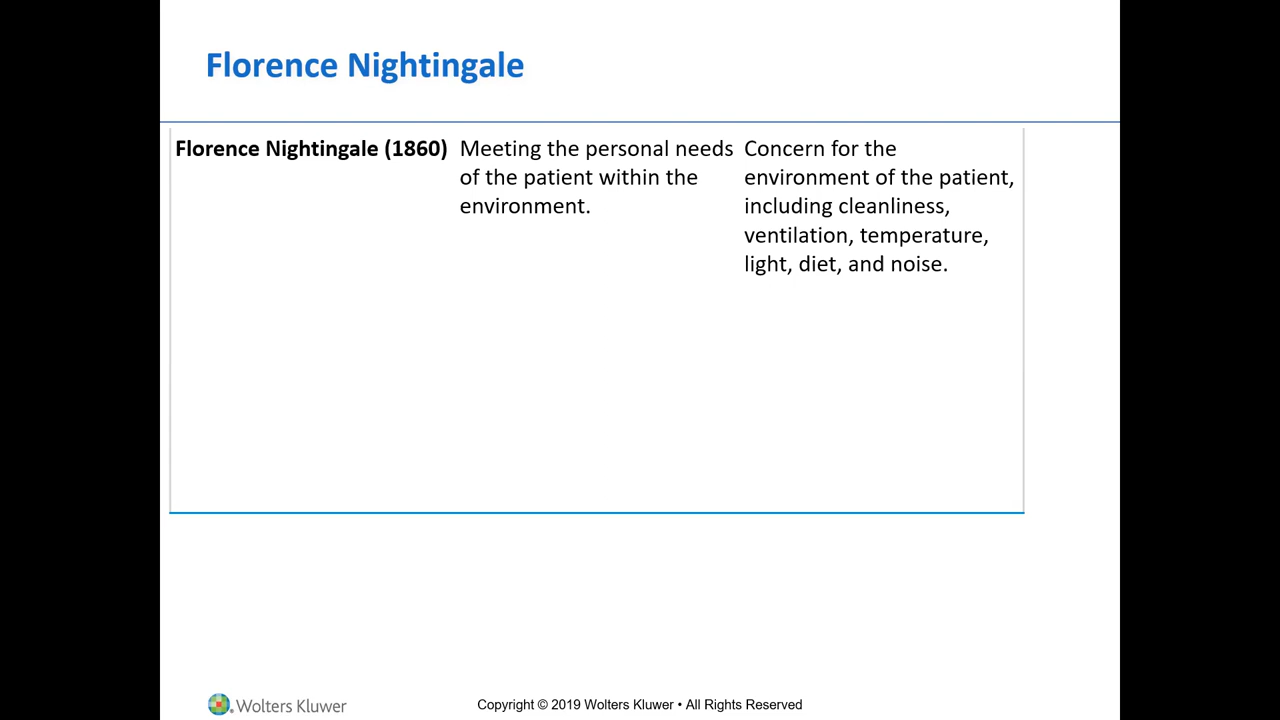 Florence Nightingale
Florence Nightingale (1860)
Meeting the personal needs
of the patient within the
environment.
Concern for the
environment of the patient,
including cleanliness,
ventilation, temperature,
light, diet, and noise.
Wolters Kluwer
Copyright © 2019 Wolters Kluwer • All Rights Reserved